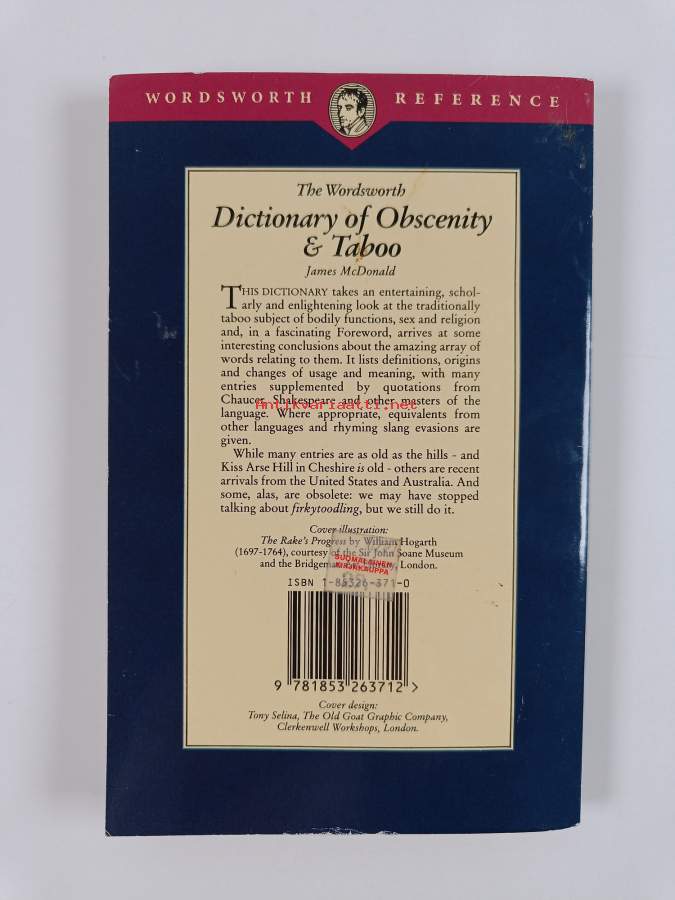 WORDSWORTH REFERENCE
The Wordsworth
Dictionary of Obscenity
& Taboo
James McDonald
THIS DICTIONARY takes an entertaining, schol-
arly and enlightening look at the traditionally
taboo subject of bodily functions, sex and religion
and, in a fascinating Foreword, arrives at some
interesting conclusions about the amazing array of
words relating to them. It lists definitions, origins
and changes of usage and meaning, with many
entries supplemented by quotations from
Chaucer, Shakespeare and other masters of the
Antikvariaatti.net
language. Where appropriate, equivalents from
other languages and rhyming slang evasions are
given.
While many entries are as old as the hills - and
Kiss Arse Hill in Cheshire is old - others are recent
arrivals from the United States and Australia. And
some, alas, are obsolete: we may have stopped
talking about firkytoodling, but we still do it.
Cover illustration:
The Rake's Progress by William Hogarth
(1697-1764), courtesy of the Sir John Soane Museum
and the Bridgeman Library, London.
SUOMALAINEN
KIRJAKAUPPA
ISBN 1-85326-371-0
9 781853 263712 >
Cover design:
Tony Selina, The Old Goat Graphic Company,
Clerkenwell Workshops, London.